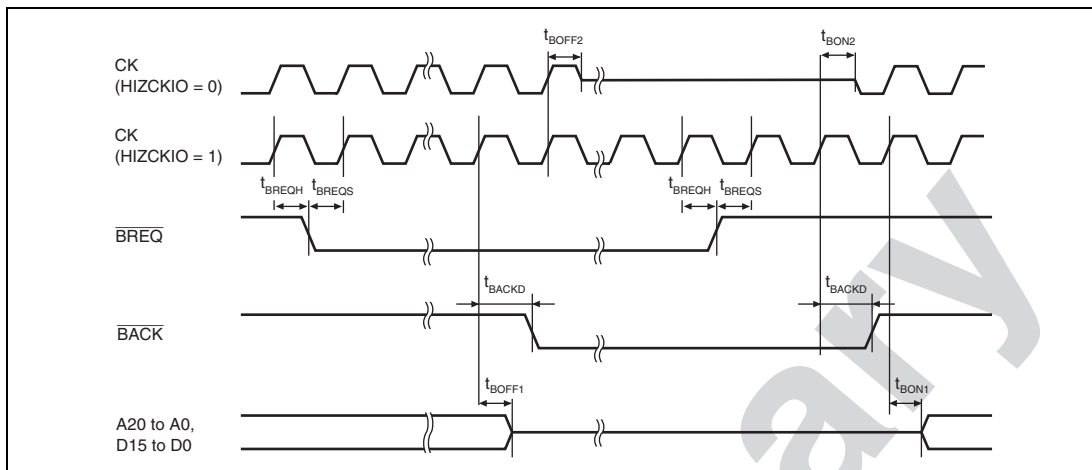 tBOFF2
tBON2
CK
(HIZCKIO = 0)
CK
(HIZCKIO = 1)
tBREQH
tBREQS
tBREQH
tBREQS
BREQ
tBACKD
tBACKD
BACK
tBOFF1
tBON1
A20 to A0,
D15 to D0
ary